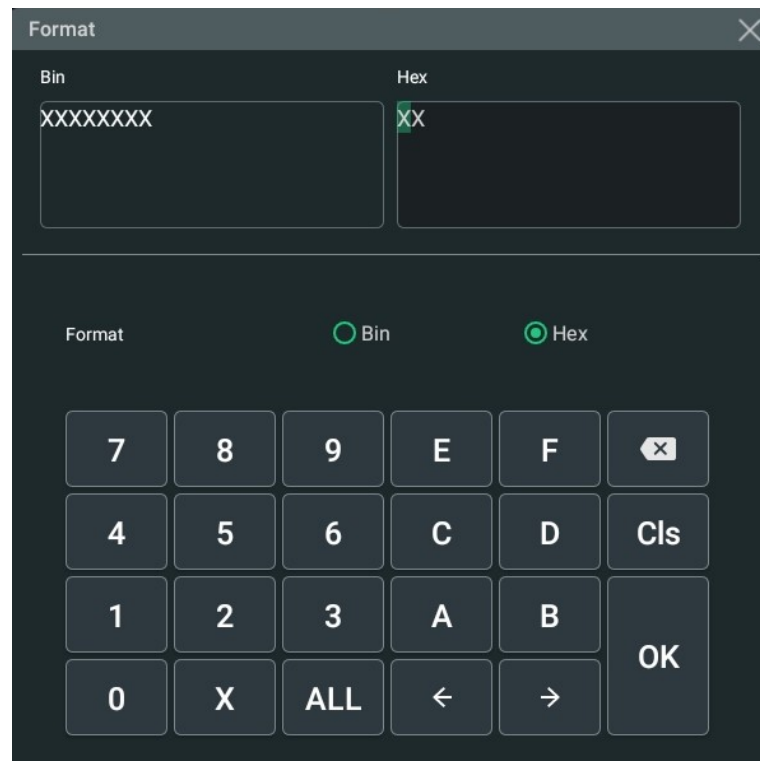 Format
Bin Hex
XXXXXXXX XX
Format Bin Hex
7 8 9 E F
4 5 6 C D Cls
1 2 3 A B
OK
0 X ALL ← →